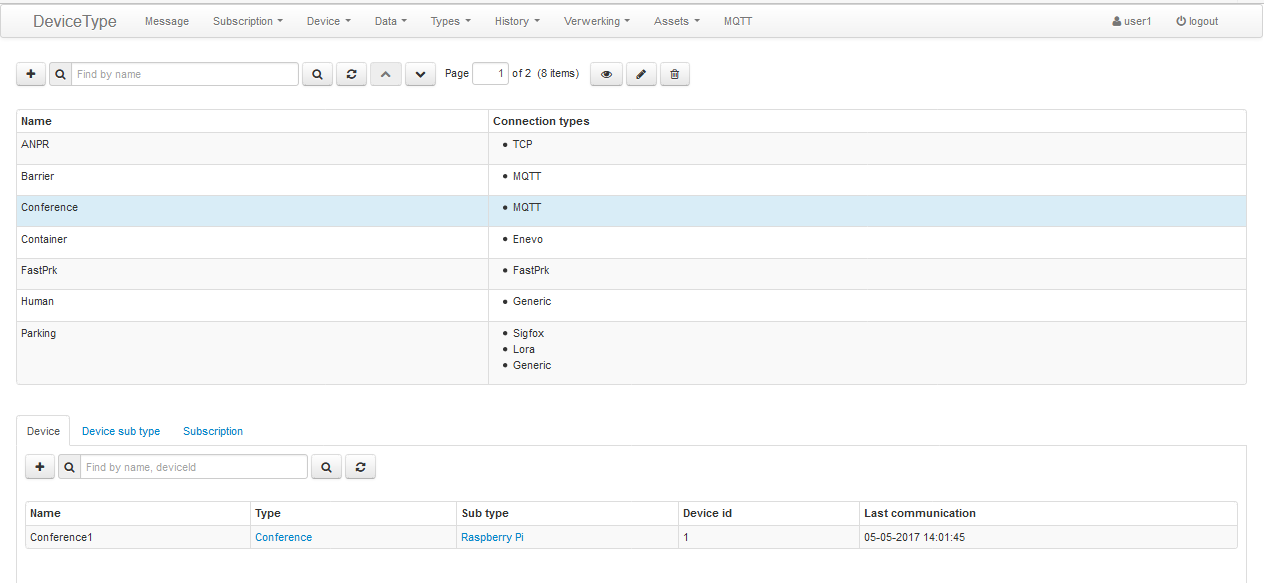 DeviceType Message Subscription Device Data Types History Verwerking Assets MQTT user1 logout
Find by name Page 1 of 2 (8 items)
Name Connection types
ANPR • TCP
Barrier • MQTT
Conference • MQTT
Container • Enevo
FastPrk • FastPrk
Human • Generic
Parking • Sigfox
• Lora
• Generic
Device Device sub type Subscription
Find by name, deviceId
Name Type Sub type Device id Last communication
Conference1 Conference Raspberry Pi 1 05-05-2017 14:01:45